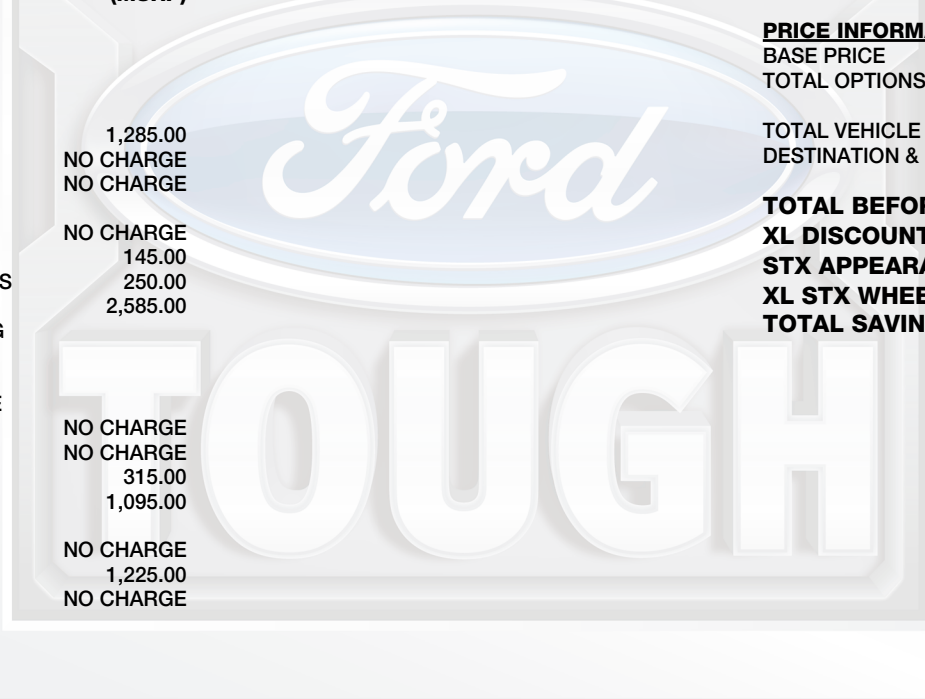 (MSRP)
1,285.00
NO CHARGE
NO CHARGE
NO CHARGE
145.00
S 250.00
2,585.00
G
E
NO CHARGE
NO CHARGE
315.00
1,095.00
NO CHARGE
1,225.00
NO CHARGE
PRICE INFORMA
BASE PRICE
TOTAL OPTIONS
TOTAL VEHICLE
DESTINATION &
TOTAL BEFOR
XL DISCOUNT
STX APPEARA
XL STX WHEE
TOTAL SAVIN
Ford
TOUGH